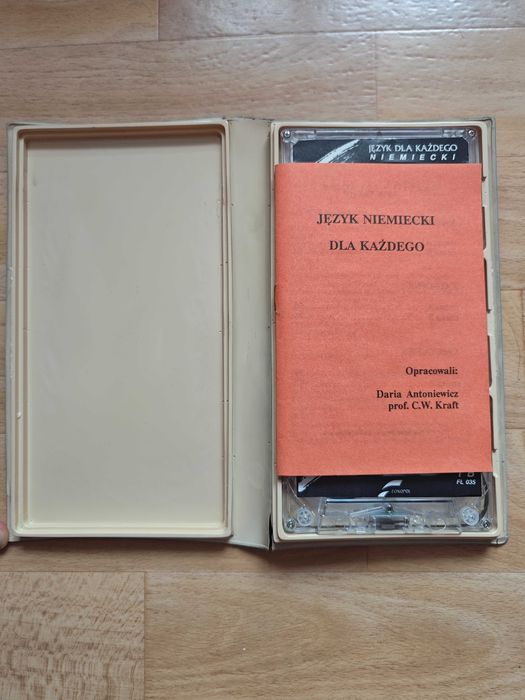 JĘZYK DLA KAŻDEGO
NIEMIECKI
JĘZYK NIEMIECKI
DLA KAŻDEGO
Opracowali:
Daria Antoniewicz
prof. C.W. Kraft
FL 035